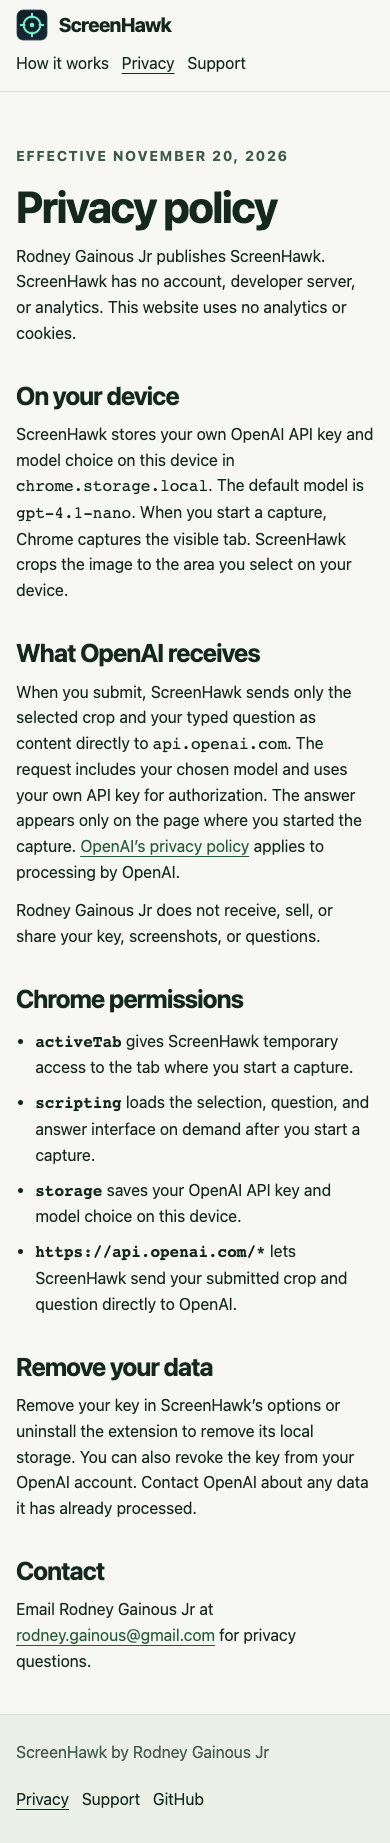 ScreenHawk
How it works Privacy Support
EFFECTIVE NOVEMBER 20, 2026
Privacy policy
Rodney Gainous Jr publishes ScreenHawk.
ScreenHawk has no account, developer server,
or analytics. This website uses no analytics or
cookies.
On your device
ScreenHawk stores your own OpenAI API key and
model choice on this device in
chrome.storage.local. The default model is
gpt-4.1-nano. When you start a capture,
Chrome captures the visible tab. ScreenHawk
crops the image to the area you select on your
device.
What OpenAI receives
When you submit, ScreenHawk sends only the
selected crop and your typed question as
content directly to api.openai.com. The
request includes your chosen model and uses
your own API key for authorization. The answer
appears only on the page where you started the
capture. OpenAI’s privacy policy applies to
processing by OpenAI.
Rodney Gainous Jr does not receive, sell, or
share your key, screenshots, or questions.
Chrome permissions
• activeTab gives ScreenHawk temporary
access to the tab where you start a capture.
• scripting loads the selection, question, and
answer interface on demand after you start a
capture.
• storage saves your OpenAI API key and
model choice on this device.
• https://api.openai.com/* lets
ScreenHawk send your submitted crop and
question directly to OpenAI.
Remove your data
Remove your key in ScreenHawk’s options or
uninstall the extension to remove its local
storage. You can also revoke the key from your
OpenAI account. Contact OpenAI about any data
it has already processed.
Contact
Email Rodney Gainous Jr at
rodney.gainous@gmail.com for privacy
questions.
ScreenHawk by Rodney Gainous Jr
Privacy Support GitHub